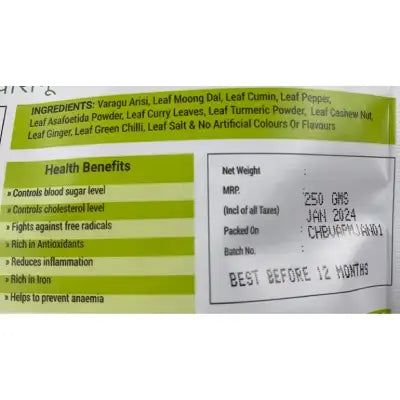 INGREDIENTS: Varagu Arisi, Leaf Moong Dal, Leaf Cumin, Leaf Pepper,
Leaf Asafoetida Powder, Leaf Curry Leaves, Leaf Turmeric Powder, Leaf Cashew Nut,
Leaf Ginger, Leaf Green Chilli, Leaf Salt & No Artificial Colours Or Flavours
Health Benefits
» Controls blood sugar level
» Controls cholesterol level
» Fights against free radicals
» Rich in Antioxidants
» Reduces inflammation
» Rich in Iron
» Helps to prevent anaemia
Net Weight :
MRP. : 250 GMS
(Incl of all Taxes) JAN 2024
Packed On : CHBVARMJAN01
Batch No. :
BEST BEFORE 12 MONTHS